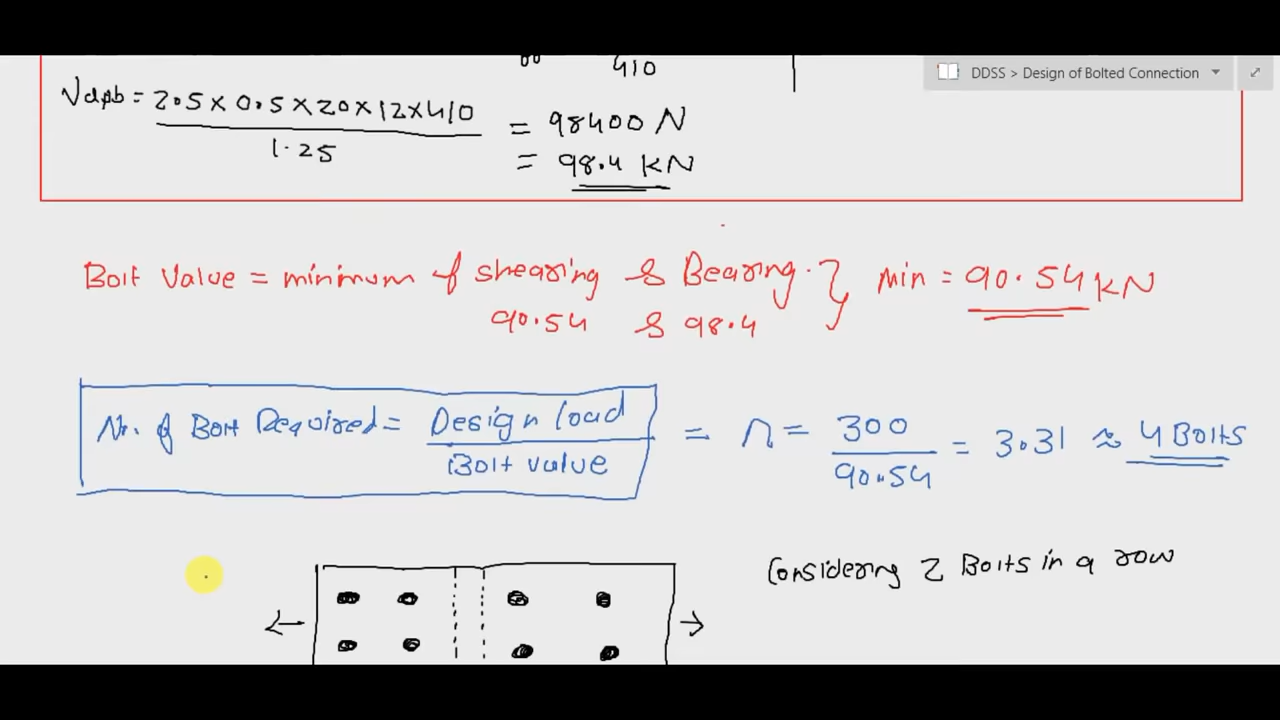 410
DDSS > Design of Bolted Connection
Vdpb = 2.5 x 0.5 x 20 x 12 x 410 / 1.25 = 98400 N
= 98.4 KN
Bolt Value = minimum of shearing & Bearing. } min = 90.54 KN
90.54 & 98.4
Nr. of Bolt Required = Design load / Bolt value = n = 300 / 90.54 = 3.31 ≈ 4 Bolts
Considering 2 Bolts in a row